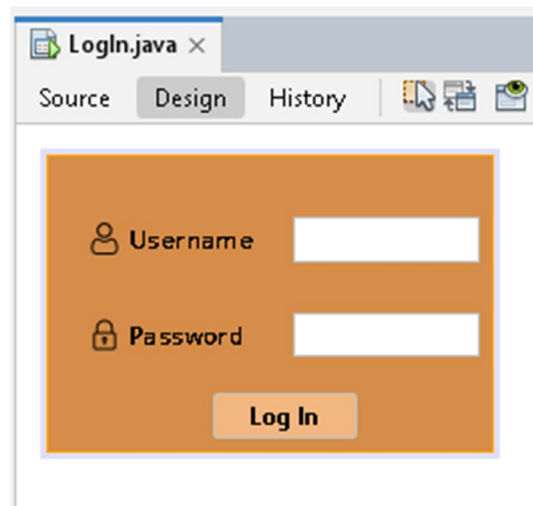 LogIn.java
Source Design History
Username
Password
Log In